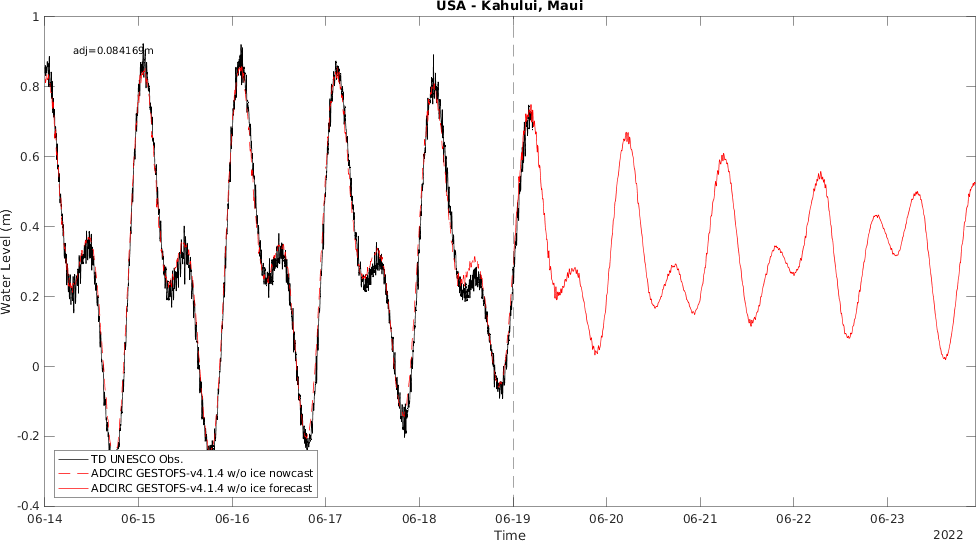 USA - Kahului, Maui
adj=0.084169m
Water Level (m)
1
0.8
0.6
0.4
0.2
0
-0.2
-0.4
TD UNESCO Obs.
ADCIRC GESTOFS-v4.1.4 w/o ice nowcast
ADCIRC GESTOFS-v4.1.4 w/o ice forecast
06-14 06-15 06-16 06-17 06-18 06-19 06-20 06-21 06-22 06-23
Time
2022